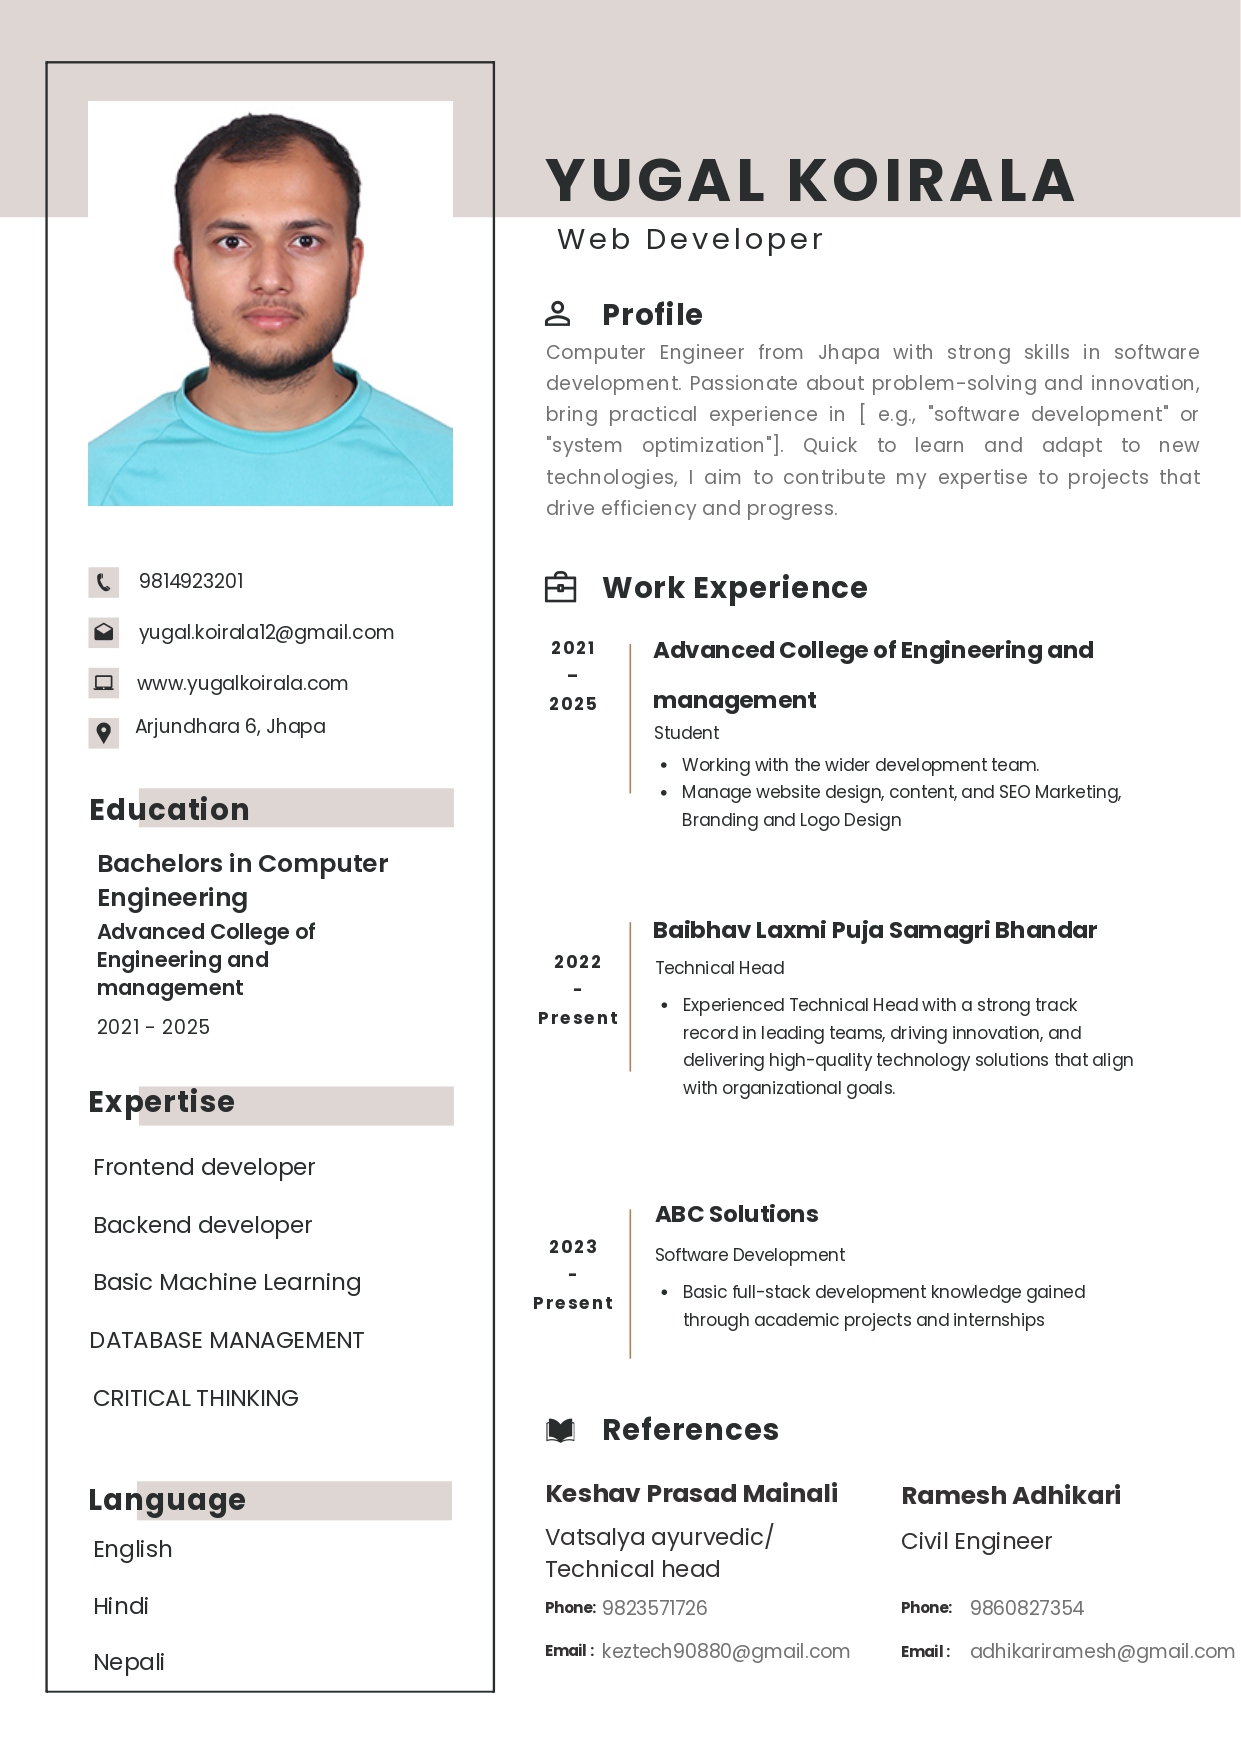 YUGAL KOIRALA
Web Developer
9814923201
yugal.koirala12@gmail.com
www.yugalkoirala.com
Arjundhara 6, Jhapa
Education
Bachelors in Computer
Engineering
Advanced College of
Engineering and
management
2021 - 2025
Expertise
Frontend developer
Backend developer
Basic Machine Learning
DATABASE MANAGEMENT
CRITICAL THINKING
Language
English
Hindi
Nepali
Profile
Computer Engineer from Jhapa with strong skills in software
development. Passionate about problem-solving and innovation,
bring practical experience in [ e.g., "software development" or
"system optimization"]. Quick to learn and adapt to new
technologies, I aim to contribute my expertise to projects that
drive efficiency and progress.
Work Experience
2021
-
2025
Advanced College of Engineering and
management
Student
• Working with the wider development team.
• Manage website design, content, and SEO Marketing,
Branding and Logo Design
2022
-
Present
Baibhav Laxmi Puja Samagri Bhandar
Technical Head
• Experienced Technical Head with a strong track
record in leading teams, driving innovation, and
delivering high-quality technology solutions that align
with organizational goals.
2023
-
Present
ABC Solutions
Software Development
• Basic full-stack development knowledge gained
through academic projects and internships
References
Keshav Prasad Mainali
Vatsalya ayurvedic/
Technical head
Phone: 9823571726
Email : keztech90880@gmail.com
Ramesh Adhikari
Civil Engineer
Phone: 9860827354
Email : adhikariramesh@gmail.com